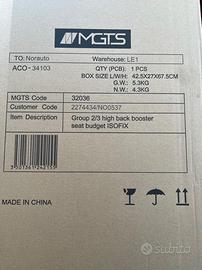 MGTS
TO: Norauto
Warehouse: LE1
ACO-34103
QTY (PCB): 1 PCS
BOX SIZE L/W/H: 42.5X27X67.5CM
G.W.: 5.3KG
N.W.: 4.3KG
MGTS Code
32036
Customer Code
2274434/NO0537
Item Description
Group 2/3 high back booster
seat budget ISOFIX
3501361242155
MADE IN CHINA
subito